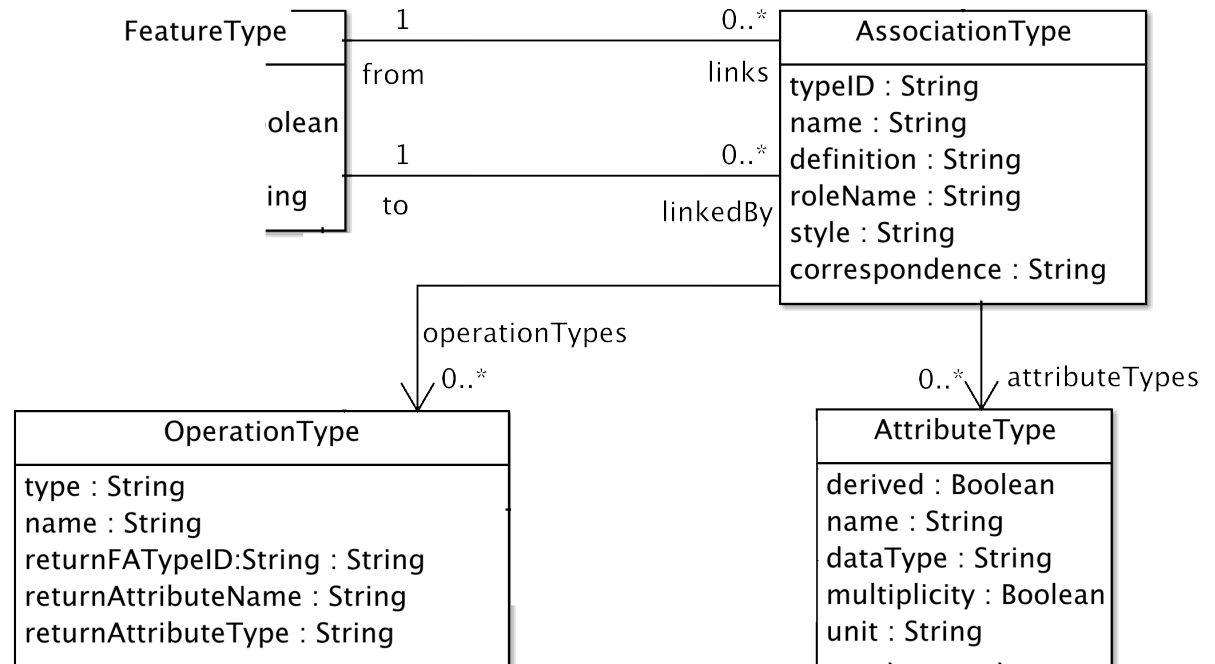 FeatureType
1
0..*
AssociationType
from
links
typeID : String
name : String
definition : String
roleName : String
style : String
correspondence : String
olean
1
0..*
ing
to
linkedBy
operationTypes
0..*
0..*
attributeTypes
OperationType
type : String
name : String
returnFATypeID:String : String
returnAttributeName : String
returnAttributeType : String
AttributeType
derived : Boolean
name : String
dataType : String
multiplicity : Boolean
unit : String